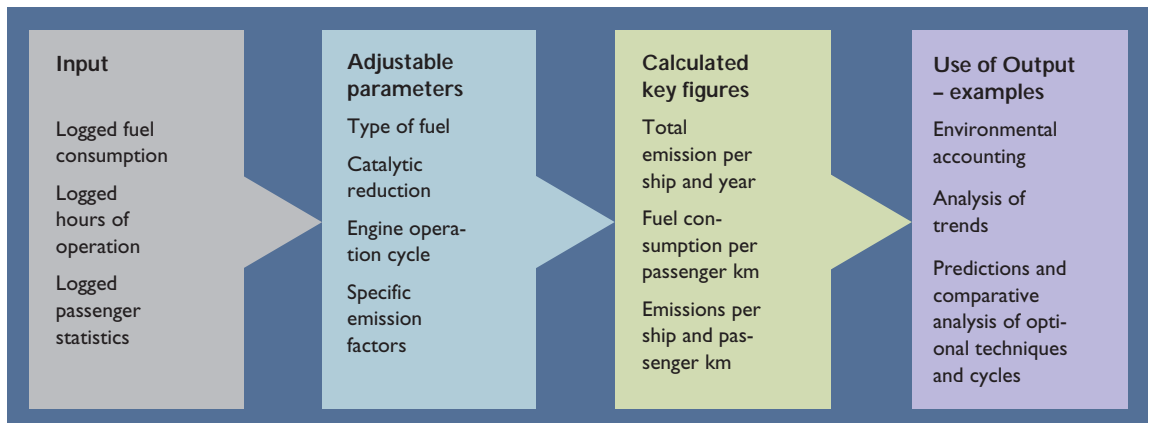 Input
Logged fuel
consumption
Logged
hours of
operation
Logged
passenger
statistics
Adjustable
parameters
Type of fuel
Catalytic
reduction
Engine opera-
tion cycle
Specific
emission
factors
Calculated
key figures
Total
emission per
ship and year
Fuel con-
sumption per
passenger km
Emissions per
ship and pas-
senger km
Use of Output
– examples
Environmental
accounting
Analysis of
trends
Predictions and
comparative
analysis of opti-
onal techniques
and cycles